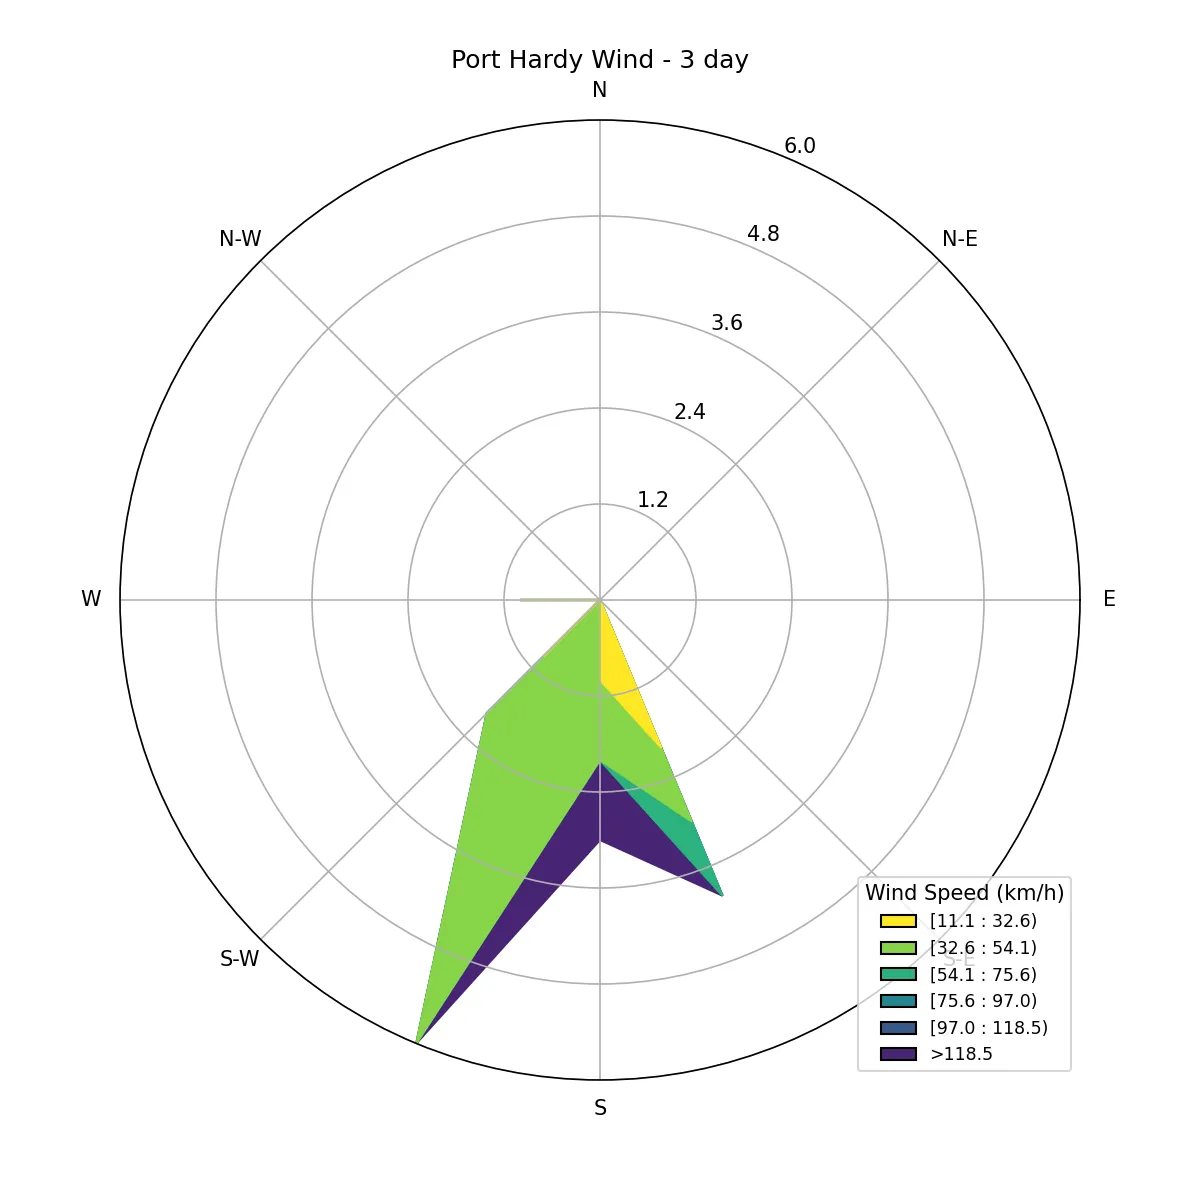 Port Hardy Wind - 3 day
N
6.0
N-W
N-E
4.8
3.6
2.4
1.2
W
E
S-W
S-E
S
Wind Speed (km/h)
[11.1 : 32.6)
[32.6 : 54.1)
[54.1 : 75.6)
[75.6 : 97.0)
[97.0 : 118.5)
>118.5